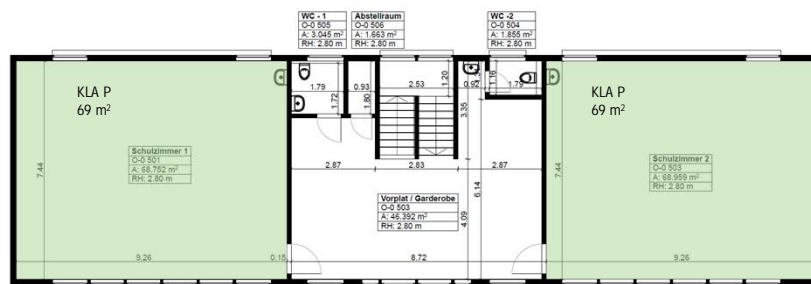 WC - 1
O-0 505
A: 3.045 m²
RH: 2.80 m
Abstellraum
O-0 506
A: 1.663 m²
RH: 2.80 m
WC -2
O-0 504
A: 1.855 m²
RH: 2.80 m
KLA P
69 m²
KLA P
69 m²
1.79
0.93
2.53
0.92
1.79
1.20
1.16
1.72
1.80
3.35
Schulzimmer 1
O-0 501
A: 68.752 m²
RH: 2.80 m
Schulzimmer 2
O-0 503
A: 68.959 m²
RH: 2.80 m
7.44
7.44
2.87
2.83
2.87
6.14
Vorplat / Garderobe
O-0 503
A: 46.392 m²
RH: 2.80 m
4.09
9.26
0.15
8.72
9.26